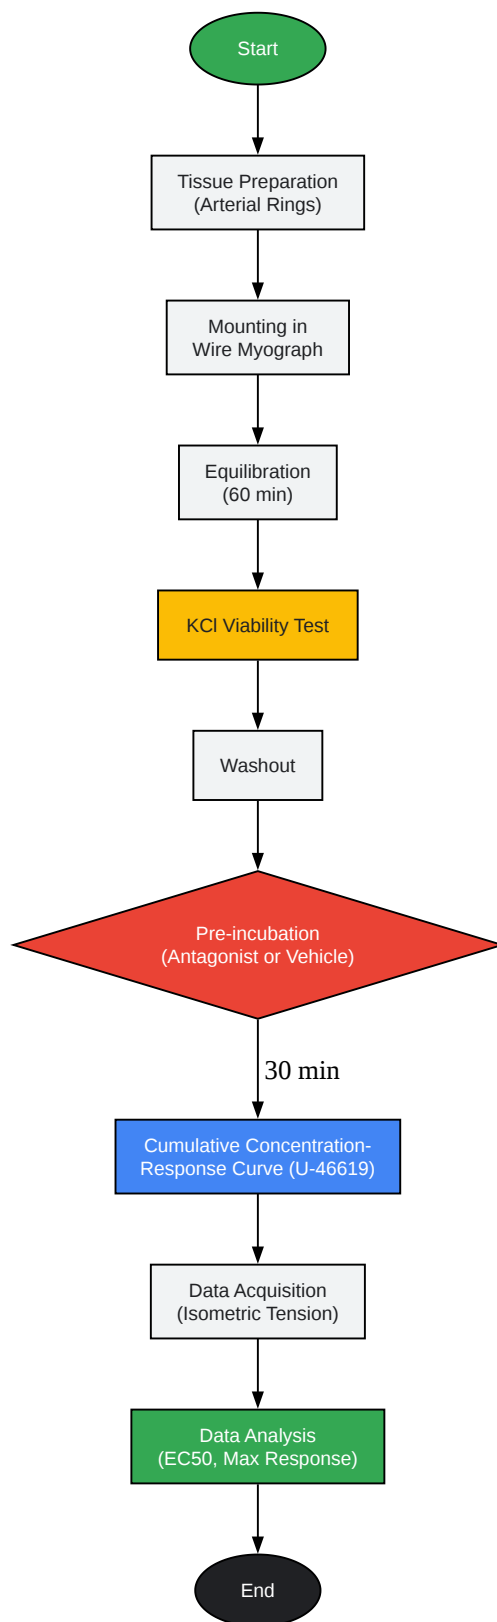 Start
Tissue Preparation
(Arterial Rings)
Mounting in
Wire Myograph
Equilibration
(60 min)
KCl Viability Test
Washout
Pre-incubation
(Antagonist or Vehicle)
30 min
Cumulative Concentration-
Response Curve (U-46619)
Data Acquisition
(Isometric Tension)
Data Analysis
(EC50, Max Response)
End